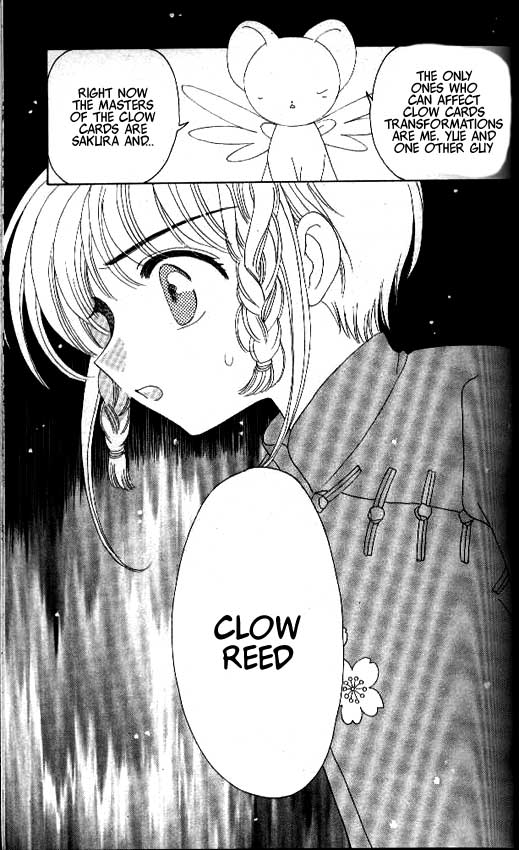 THE ONLY
ONES WHO
CAN AFFECT
CLOW CARDS
TRANSFORMATIONS
ARE ME. YUE AND
ONE OTHER GUY
RIGHT NOW
THE MASTERS
OF THE CLOW
CARDS ARE
SAKURA AND..
CLOW
REED